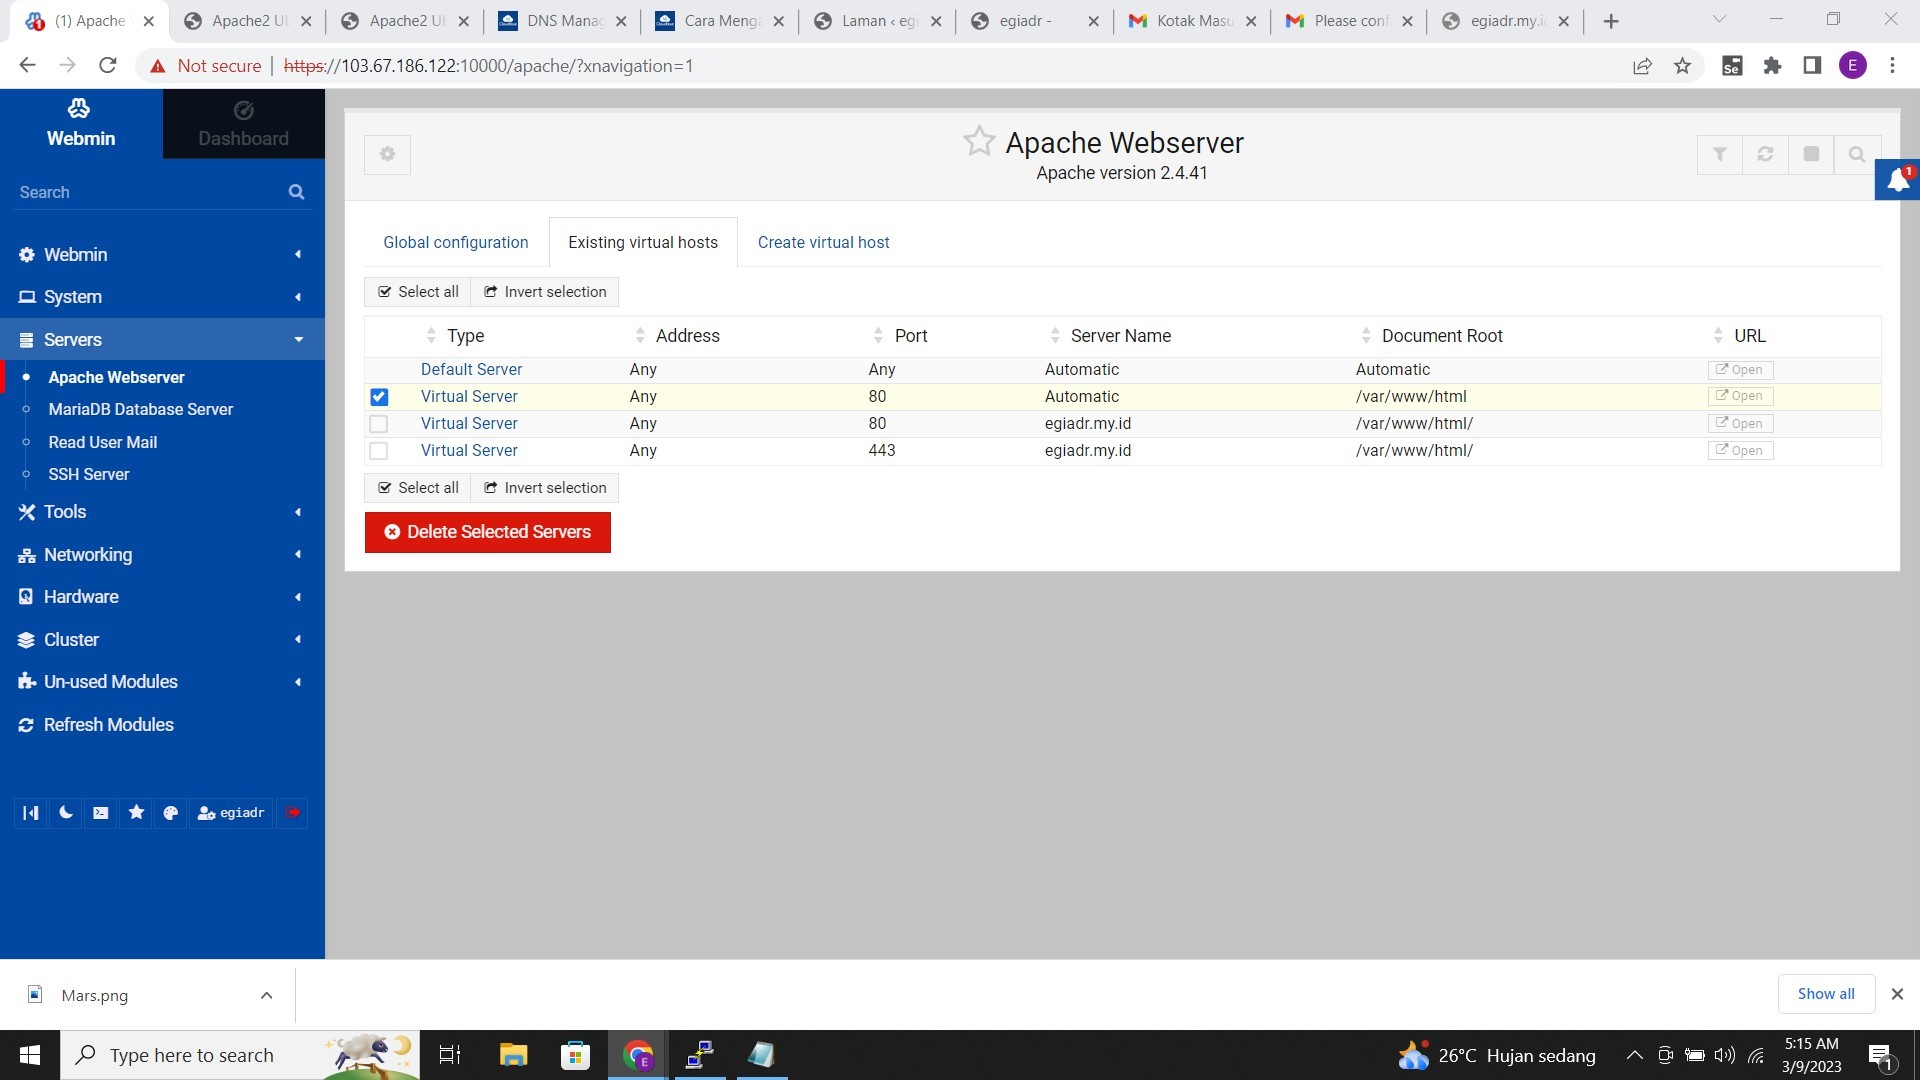 (1) Apache
Apache2 Ub
Apache2 Ub
DNS Manag
Cara Menga
Laman ‹ egi
egiadr -
Kotak Masu
Please conf
egiadr.my.i
Not secure
https://103.67.186.122:10000/apache/?xnavigation=1
Se
E
Webmin
Dashboard
Search
Webmin
System
Servers
Apache Webserver
MariaDB Database Server
Read User Mail
SSH Server
Tools
Networking
Hardware
Cluster
Un-used Modules
Refresh Modules
egiadr
Apache Webserver
Apache version 2.4.41
1
Global configuration
Existing virtual hosts
Create virtual host
Select all
Invert selection
Type Address Port Server Name Document Root URL
Default Server Any Any Automatic Automatic Open
Virtual Server Any 80 Automatic /var/www/html Open
Virtual Server Any 80 egiadr.my.id /var/www/html/ Open
Virtual Server Any 443 egiadr.my.id /var/www/html/ Open
Select all
Invert selection
Delete Selected Servers
Mars.png
Show all
Type here to search
26°C Hujan sedang
5:15 AM
3/9/2023
1